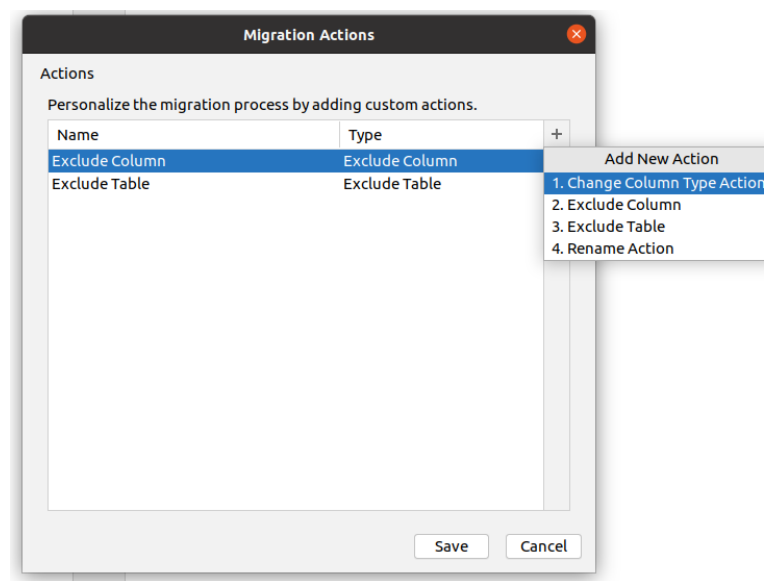 Migration Actions
Actions
Personalize the migration process by adding custom actions.
Name Type +
Exclude Column Exclude Column
Exclude Table Exclude Table
Add New Action
1. Change Column Type Action
2. Exclude Column
3. Exclude Table
4. Rename Action
Save Cancel